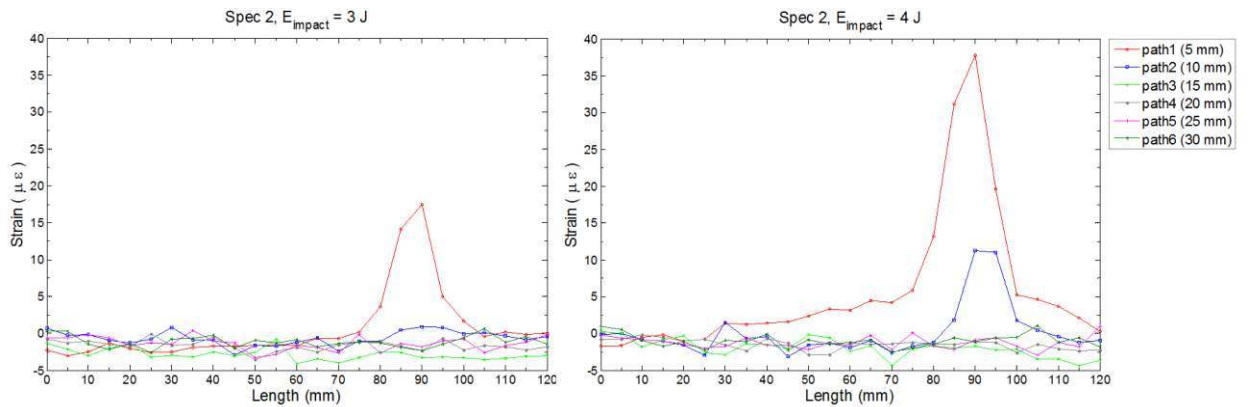 Spec 2, E_impact = 3 J
40
35
30
25
20
15
10
5
0
-5
Strain ( μ ε )
0 10 20 30 40 50 60 70 80 90 100 110 120
Length (mm)
Spec 2, E_impact = 4 J
40
35
30
25
20
15
10
5
0
-5
Strain ( μ ε )
0 10 20 30 40 50 60 70 80 90 100 110 120
Length (mm)
path1 (5 mm)
path2 (10 mm)
path3 (15 mm)
path4 (20 mm)
path5 (25 mm)
path6 (30 mm)